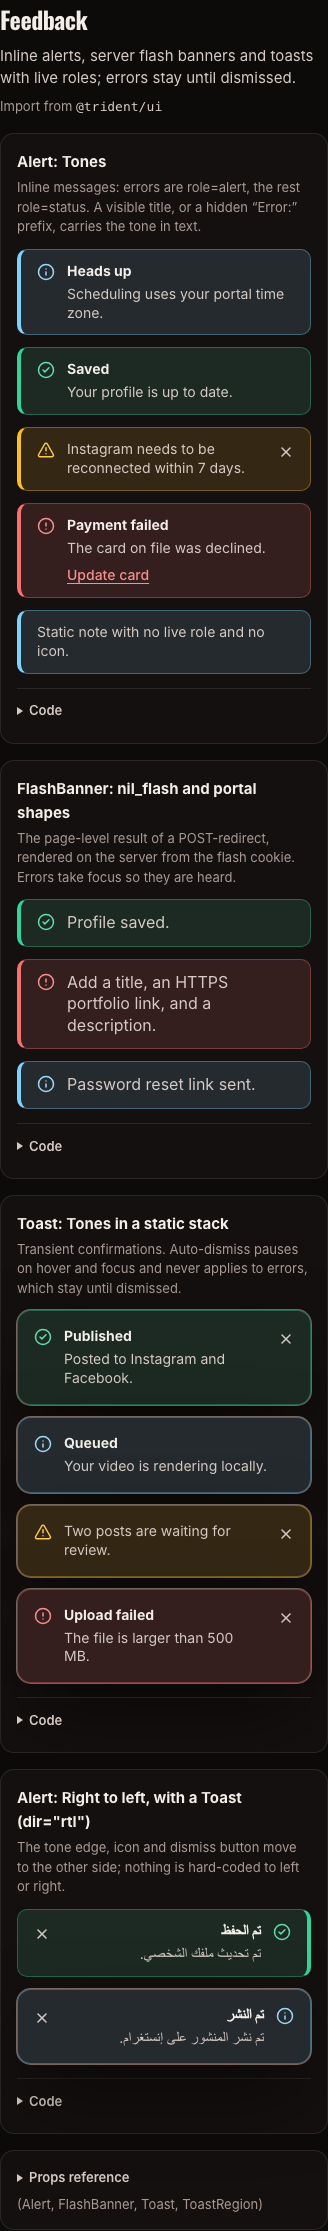 Feedback
Inline alerts, server flash banners and toasts
with live roles; errors stay until dismissed.
Import from @trident/ui
Alert: Tones
Inline messages: errors are role=alert, the rest
role=status. A visible title, or a hidden “Error:”
prefix, carries the tone in text.
Heads up
Scheduling uses your portal time
zone.
Saved
Your profile is up to date.
Instagram needs to be
reconnected within 7 days.
Payment failed
The card on file was declined.
Update card
Static note with no live role and no
icon.
Code
FlashBanner: nil_flash and portal
shapes
The page-level result of a POST-redirect,
rendered on the server from the flash cookie.
Errors take focus so they are heard.
Profile saved.
Add a title, an HTTPS
portfolio link, and a
description.
Password reset link sent.
Code
Toast: Tones in a static stack
Transient confirmations. Auto-dismiss pauses
on hover and focus and never applies to errors,
which stay until dismissed.
Published
Posted to Instagram and
Facebook.
Queued
Your video is rendering locally.
Two posts are waiting for
review.
Upload failed
The file is larger than 500
MB.
Code
Alert: Right to left, with a Toast
(dir="rtl")
The tone edge, icon and dismiss button move
to the other side; nothing is hard-coded to left
or right.
تم الحفظ
تم تحديث ملفك الشخصي.
تم النشر
تم نشر المنشور على إنستغرام.
Code
Props reference
(Alert, FlashBanner, Toast, ToastRegion)